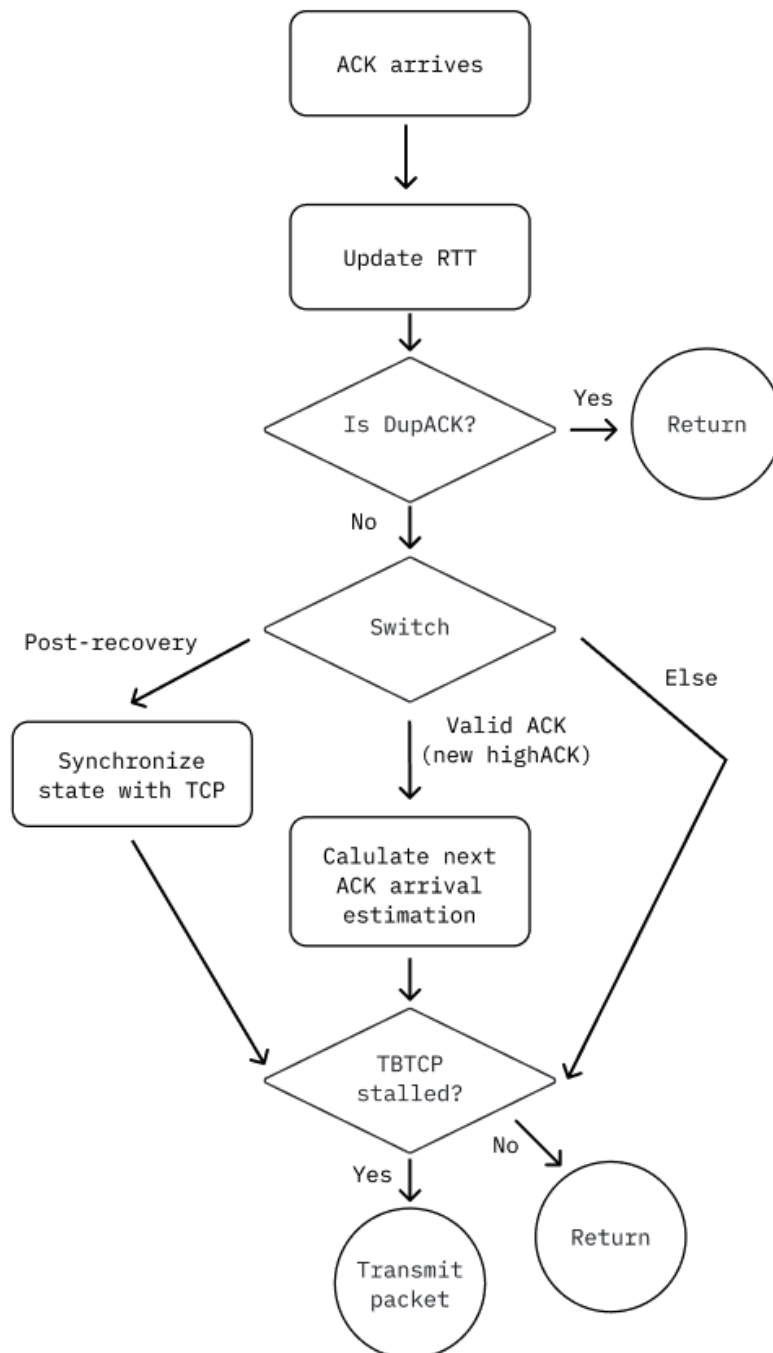 ACK arrives
Update RTT
Is DupACK?
Yes
Return
No
Switch
Post-recovery
Else
Valid ACK
(new highACK)
Synchronize
state with TCP
Calulate next
ACK arrival
estimation
TBTCP
stalled?
No
Yes
Return
Transmit
packet